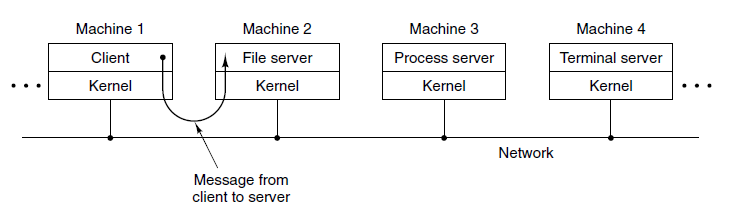 Machine 1
Machine 2
Machine 3
Machine 4
Client
File server
Process server
Terminal server
Kernel
Kernel
Kernel
Kernel
Network
Message from
client to server